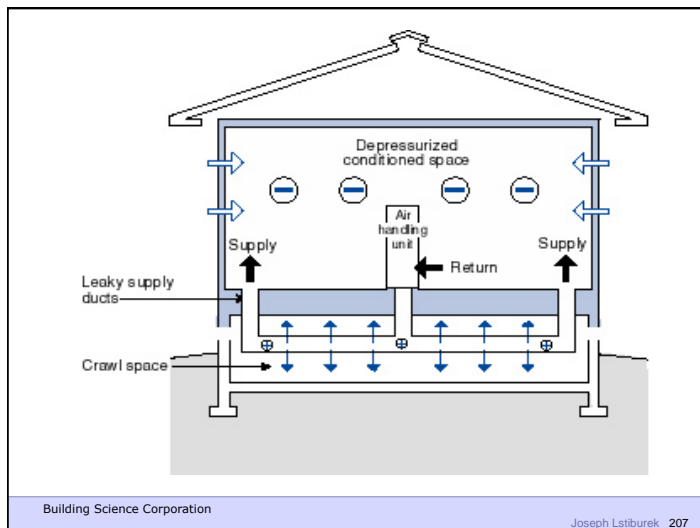 Depressurized
conditioned space
Air
handling
unit
Supply
Return
Supply
Leaky supply
ducts
Crawl space
Building Science Corporation
Joseph Lstiburek 207